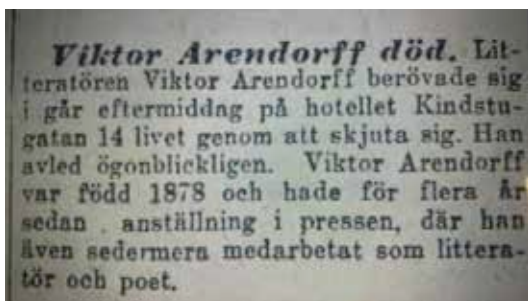 Viktor Arendorff död. Lit-
teratören Viktor Arendorff berövade sig
i går eftermiddag på hotellet Kindstu-
gatan 14 livet genom att skjuta sig. Han
avled ögonblickligen. Viktor Arendorff
var född 1878 och hade för flera år
sedan anställning i pressen, där han
även sedermera medarbetat som littera-
tör och poet.